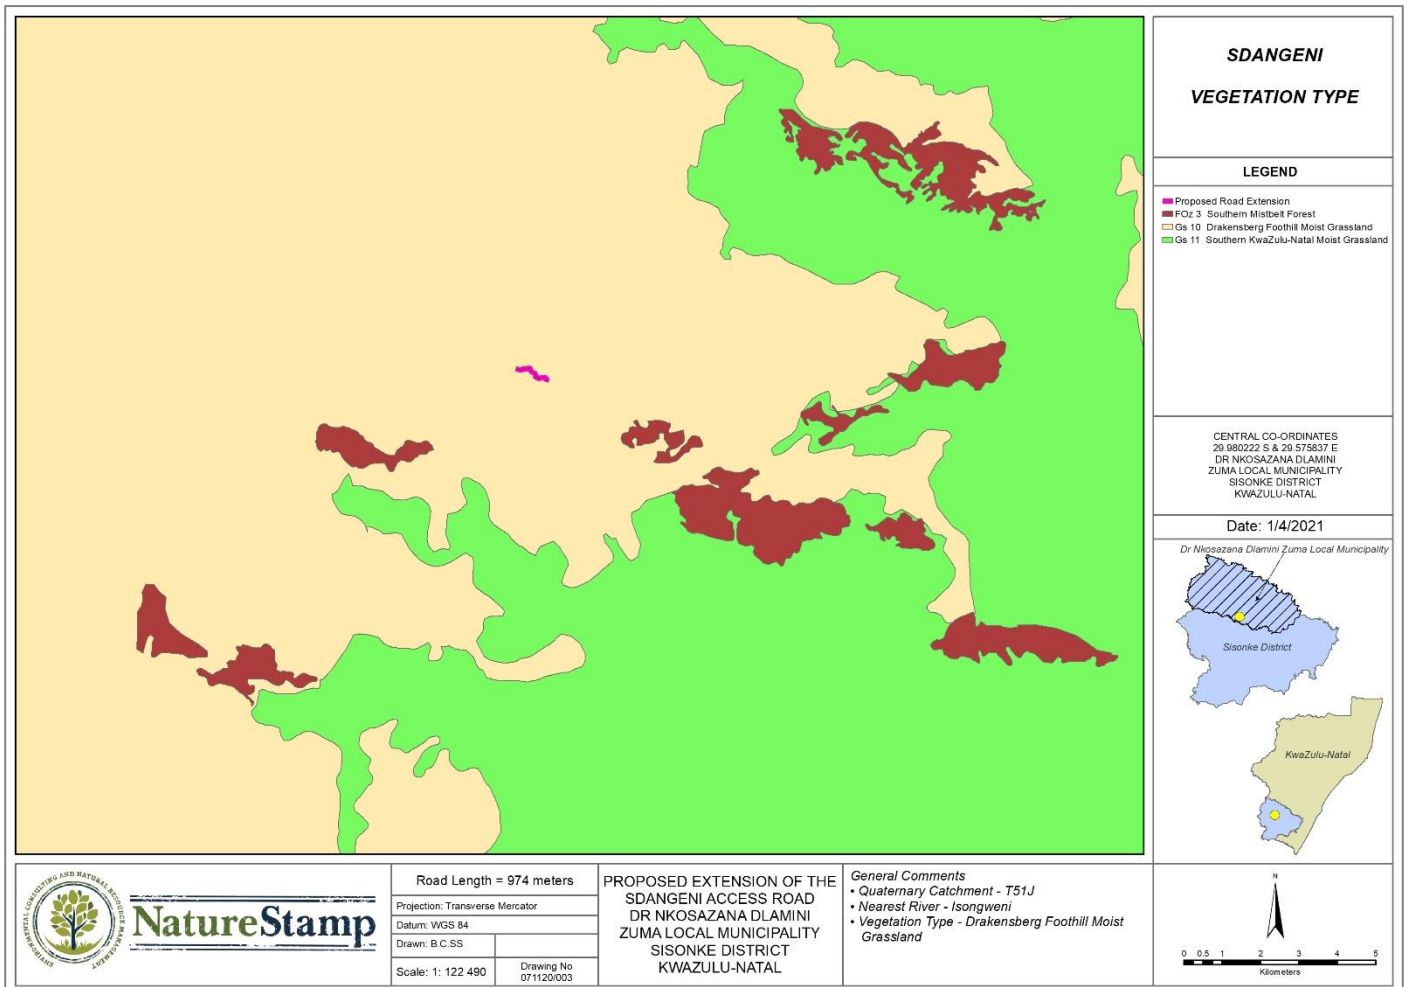 SDANGENI
VEGETATION TYPE
LEGEND
Proposed Road Extension
FOz 3 Southern Mistbelt Forest
Gs 10 Drakensberg Foothill Moist Grassland
Gs 11 Southern KwaZulu-Natal Moist Grassland
CENTRAL CO-ORDINATES
29.980222 S & 29.575837 E
DR NKOSAZANA DLAMINI
ZUMA LOCAL MUNICIPALITY
SISONKE DISTRICT
KWAZULU-NATAL
Date: 1/4/2021
Dr Nkosazana Dlamini Zuma Local Municipality
Sisonke District
KwaZulu-Natal
ENVIRONMENTAL CONSULTING AND NATURAL RESOURCE MANAGEMENT
NatureStamp
Road Length = 974 meters
Projection: Transverse Mercator
Datum: WGS 84
Drawn: B.C.SS
Scale: 1: 122 490
Drawing No
071120/003
PROPOSED EXTENSION OF THE
SDANGENI ACCESS ROAD
DR NKOSAZANA DLAMINI
ZUMA LOCAL MUNICIPALITY
SISONKE DISTRICT
KWAZULU-NATAL
General Comments
• Quaternary Catchment - T51J
• Nearest River - Isongweni
• Vegetation Type - Drakensberg Foothill Moist
Grassland
N
0 0.5 1 2 3 4 5
Kilometers